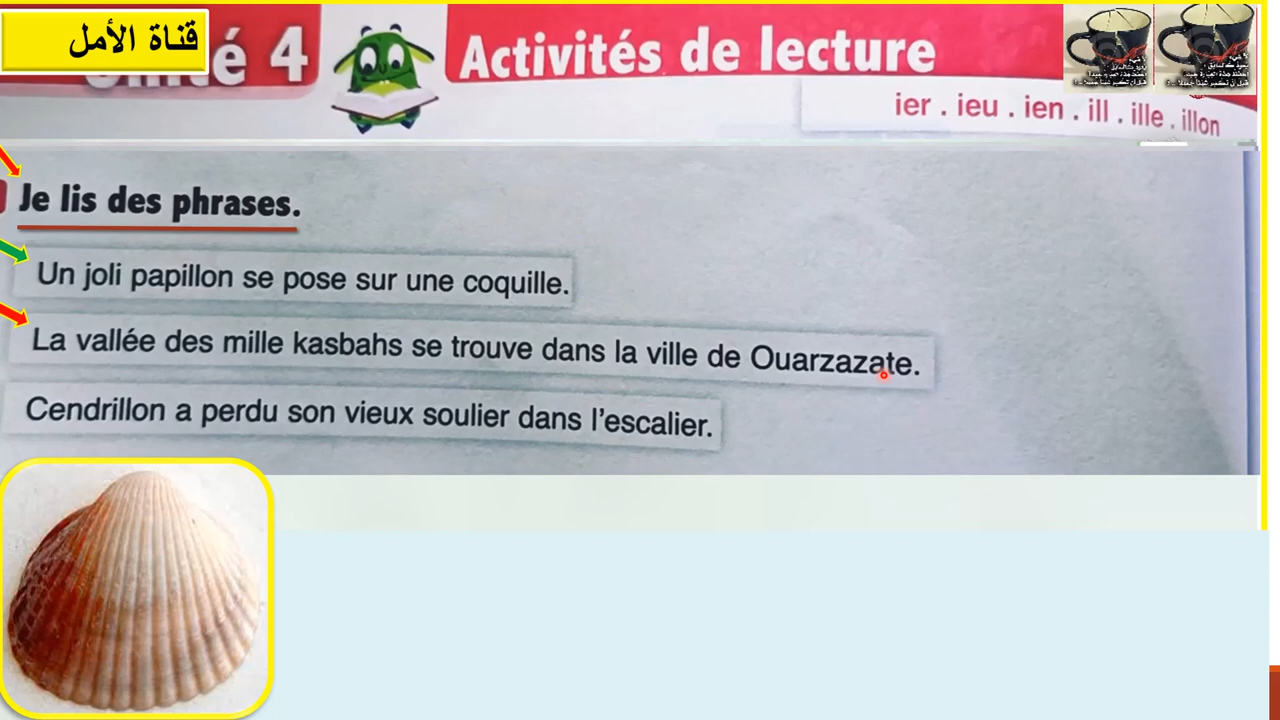 قناة الأمل
é 4
Activités de lecture
ier . ieu . ien . ill . ille . illon
Je lis des phrases.
Un joli papillon se pose sur une coquille.
La vallée des mille kasbahs se trouve dans la ville de Ouarzazate.
Cendrillon a perdu son vieux soulier dans l'escalier.